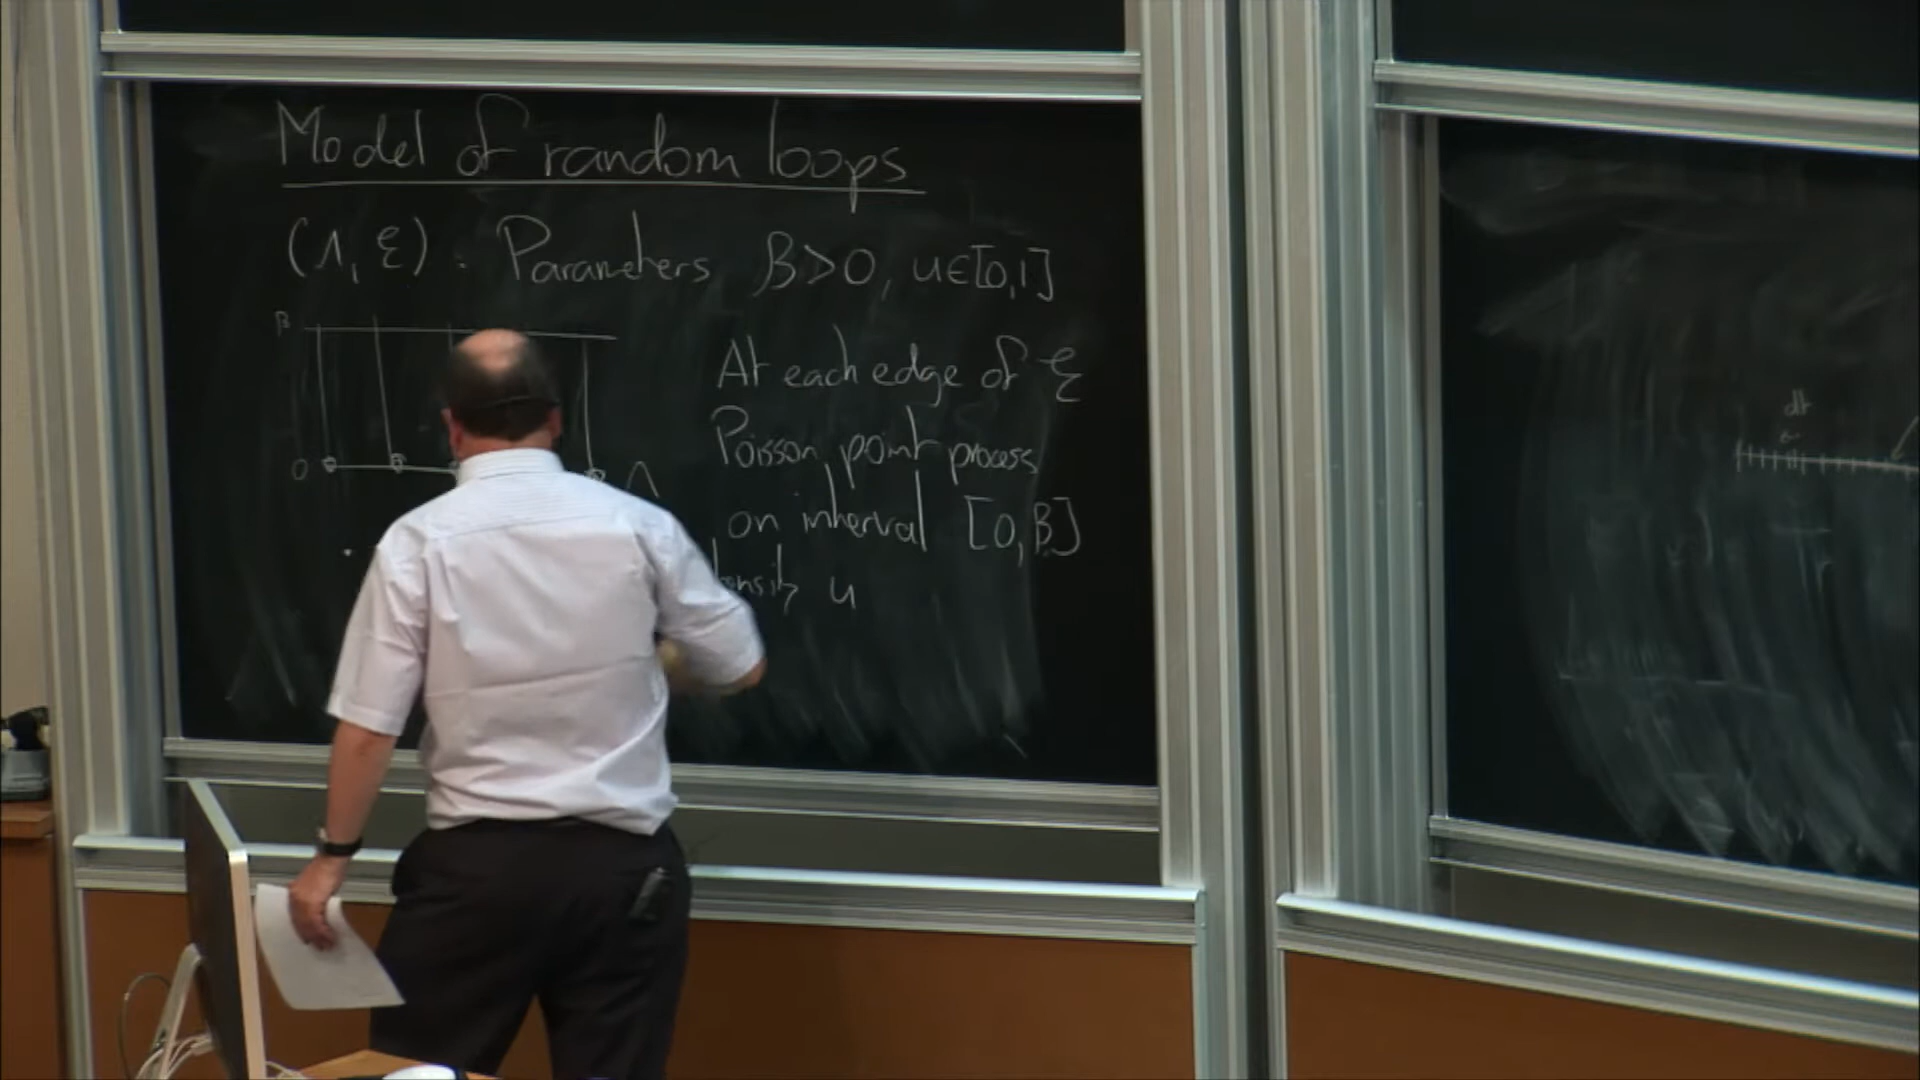 Model of random loops
(Λ, ℰ). Parameters β>0, u∈[0,1]
β
At each edge of ℰ
Poisson point process
0
Λ
on interval [0,β]
u
dt